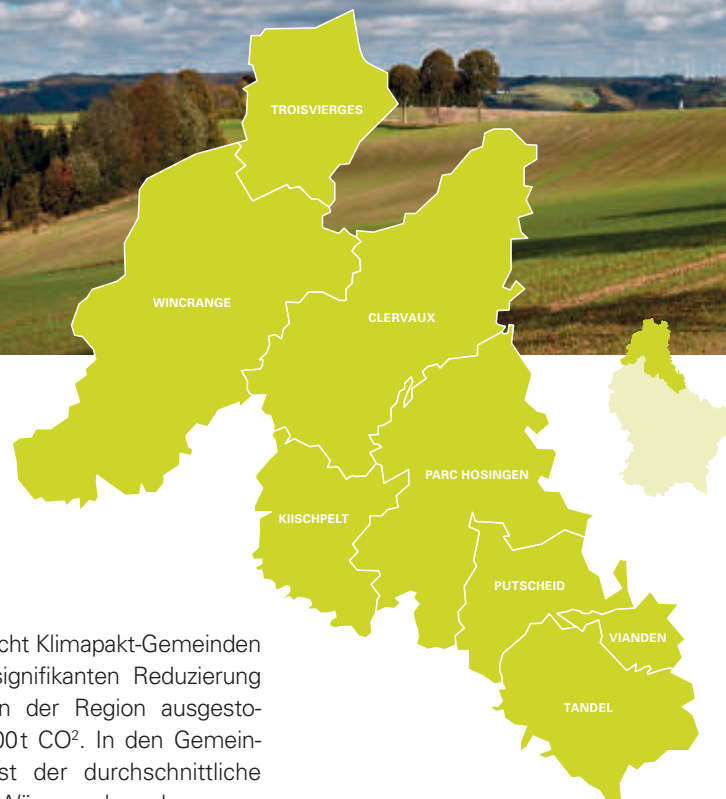 TROISVIERGES
WINCRANGE
CLERVAUX
PARC HOSINGEN
KIISCHPELT
PUTSCHEID
VIANDEN
TANDEL
cht Klimapakt-Gemeinden
signifikanten Reduzierung
n der Region ausgesto-
00 t CO². In den Gemein-
st der durchschnittliche